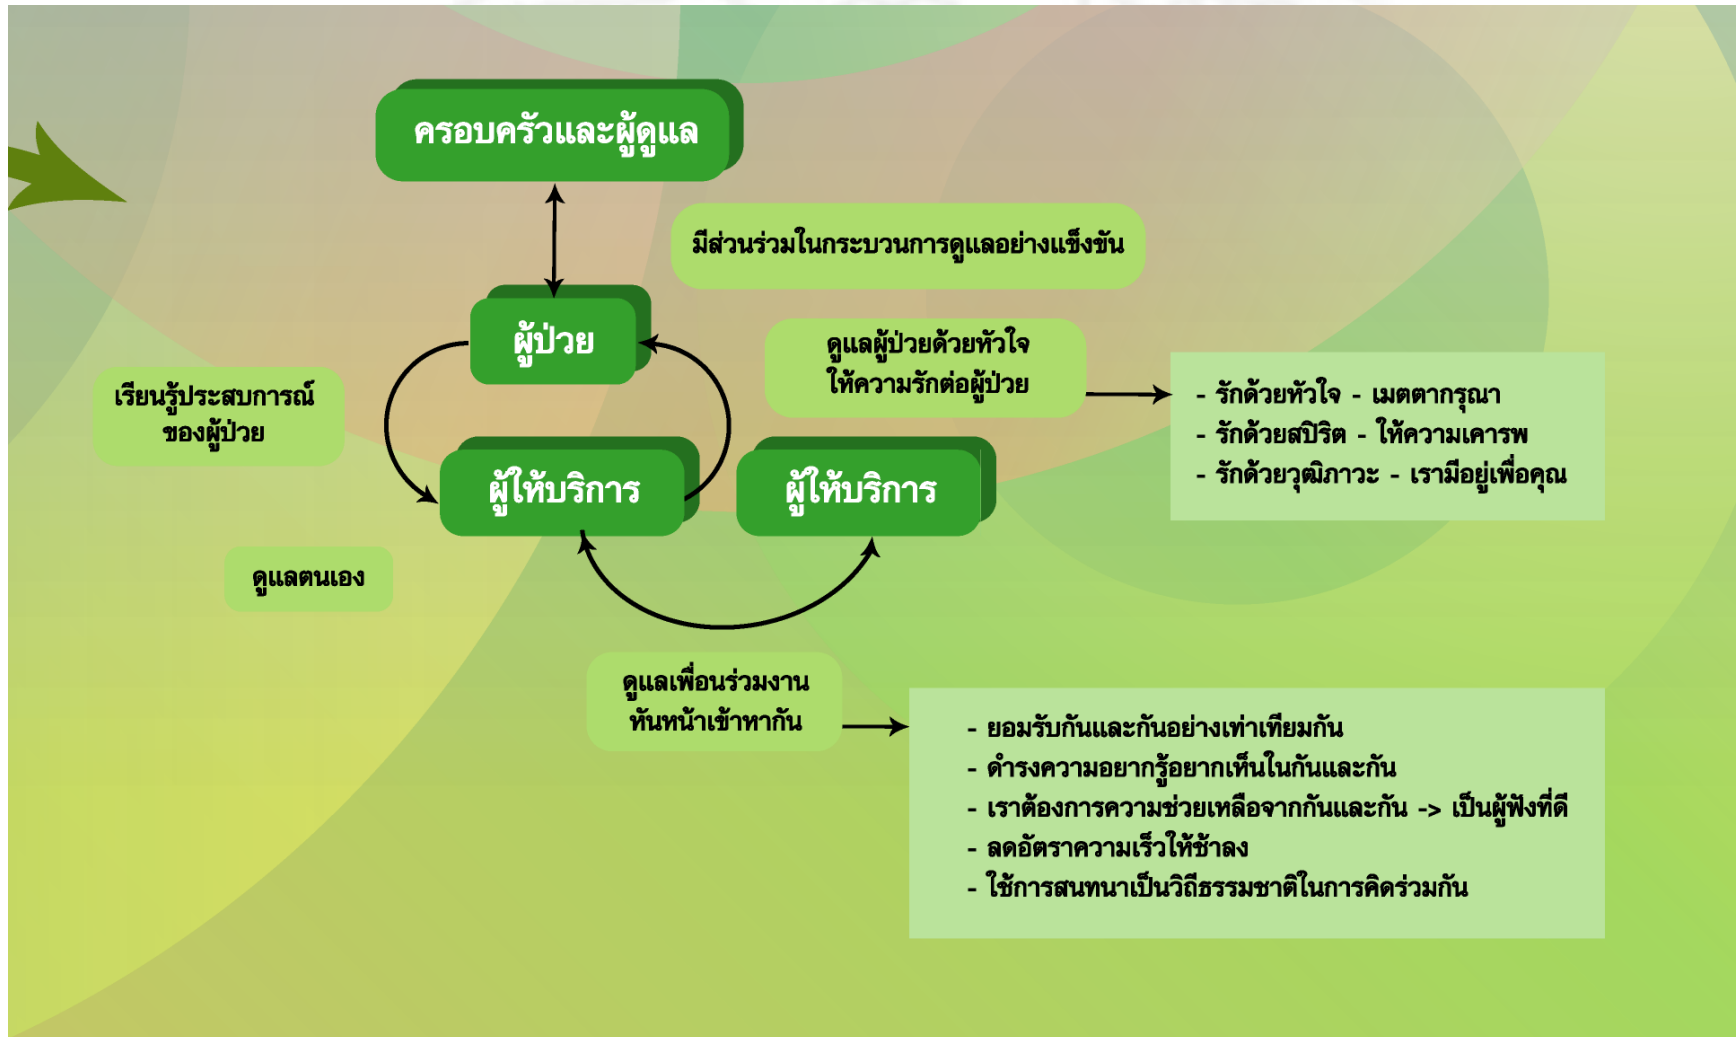 ครอบครัวและผู้ดูแล
มีส่วนร่วมในกระบวนการดูแลอย่างแข็งขัน
ผู้ป่วย
ดูแลผู้ป่วยด้วยหัวใจ
ให้ความรักต่อผู้ป่วย
เรียนรู้ประสบการณ์
ของผู้ป่วย
- รักด้วยหัวใจ - เมตตากรุณา
- รักด้วยสปิริต - ให้ความเคารพ
- รักด้วยวุฒิภาวะ - เรามีอยู่เพื่อคุณ
ผู้ให้บริการ
ผู้ให้บริการ
ดูแลตนเอง
ดูแลเพื่อนร่วมงาน
หันหน้าเข้าหากัน
- ยอมรับกันและกันอย่างเท่าเทียมกัน
- ดำรงความอยากรู้อยากเห็นในกันและกัน
- เราต้องการความช่วยเหลือจากกันและกัน -> เป็นผู้ฟังที่ดี
- ลดอัตราความเร็วให้ช้าลง
- ใช้การสนทนาเป็นวิถีธรรมชาติในการคิดร่วมกัน